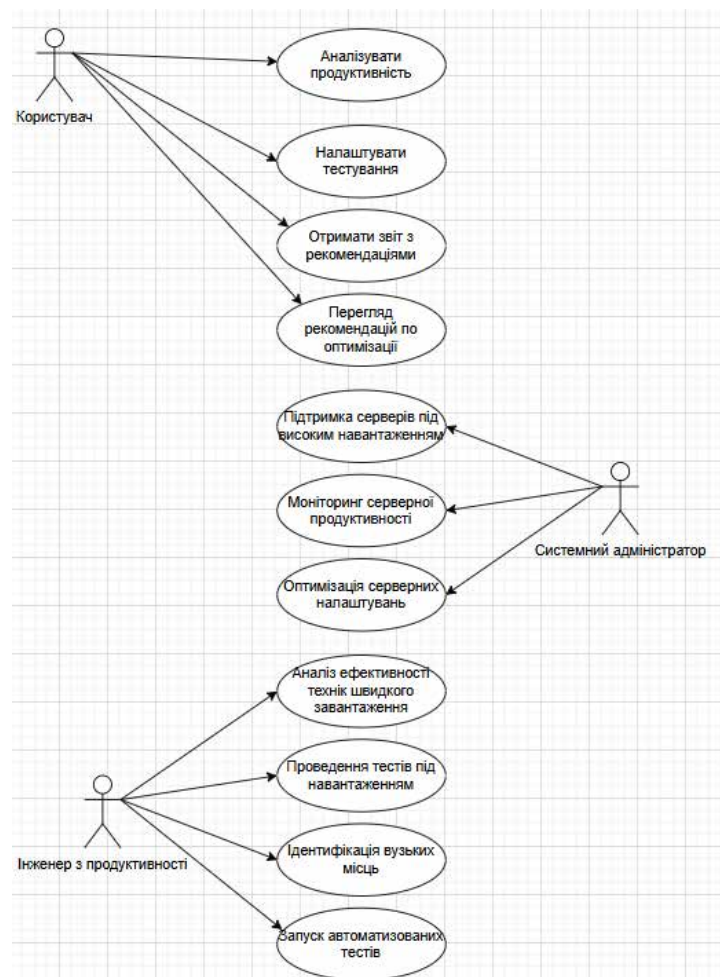 Аналізувати
продуктивність
Користувач
Налаштувати
тестування
Отримати звіт з
рекомендаціями
Перегляд
рекомендацій по
оптимізації
Підтримка серверів під
високим навантаженням
Моніторинг серверної
продуктивності
Системний адміністратор
Оптимізація серверних
налаштувань
Аналіз ефективності
технік швидкого
завантаження
Проведення тестів під
навантаженням
Інженер з продуктивності
Ідентифікація вузьких
місць
Запуск автоматизованих
тестів